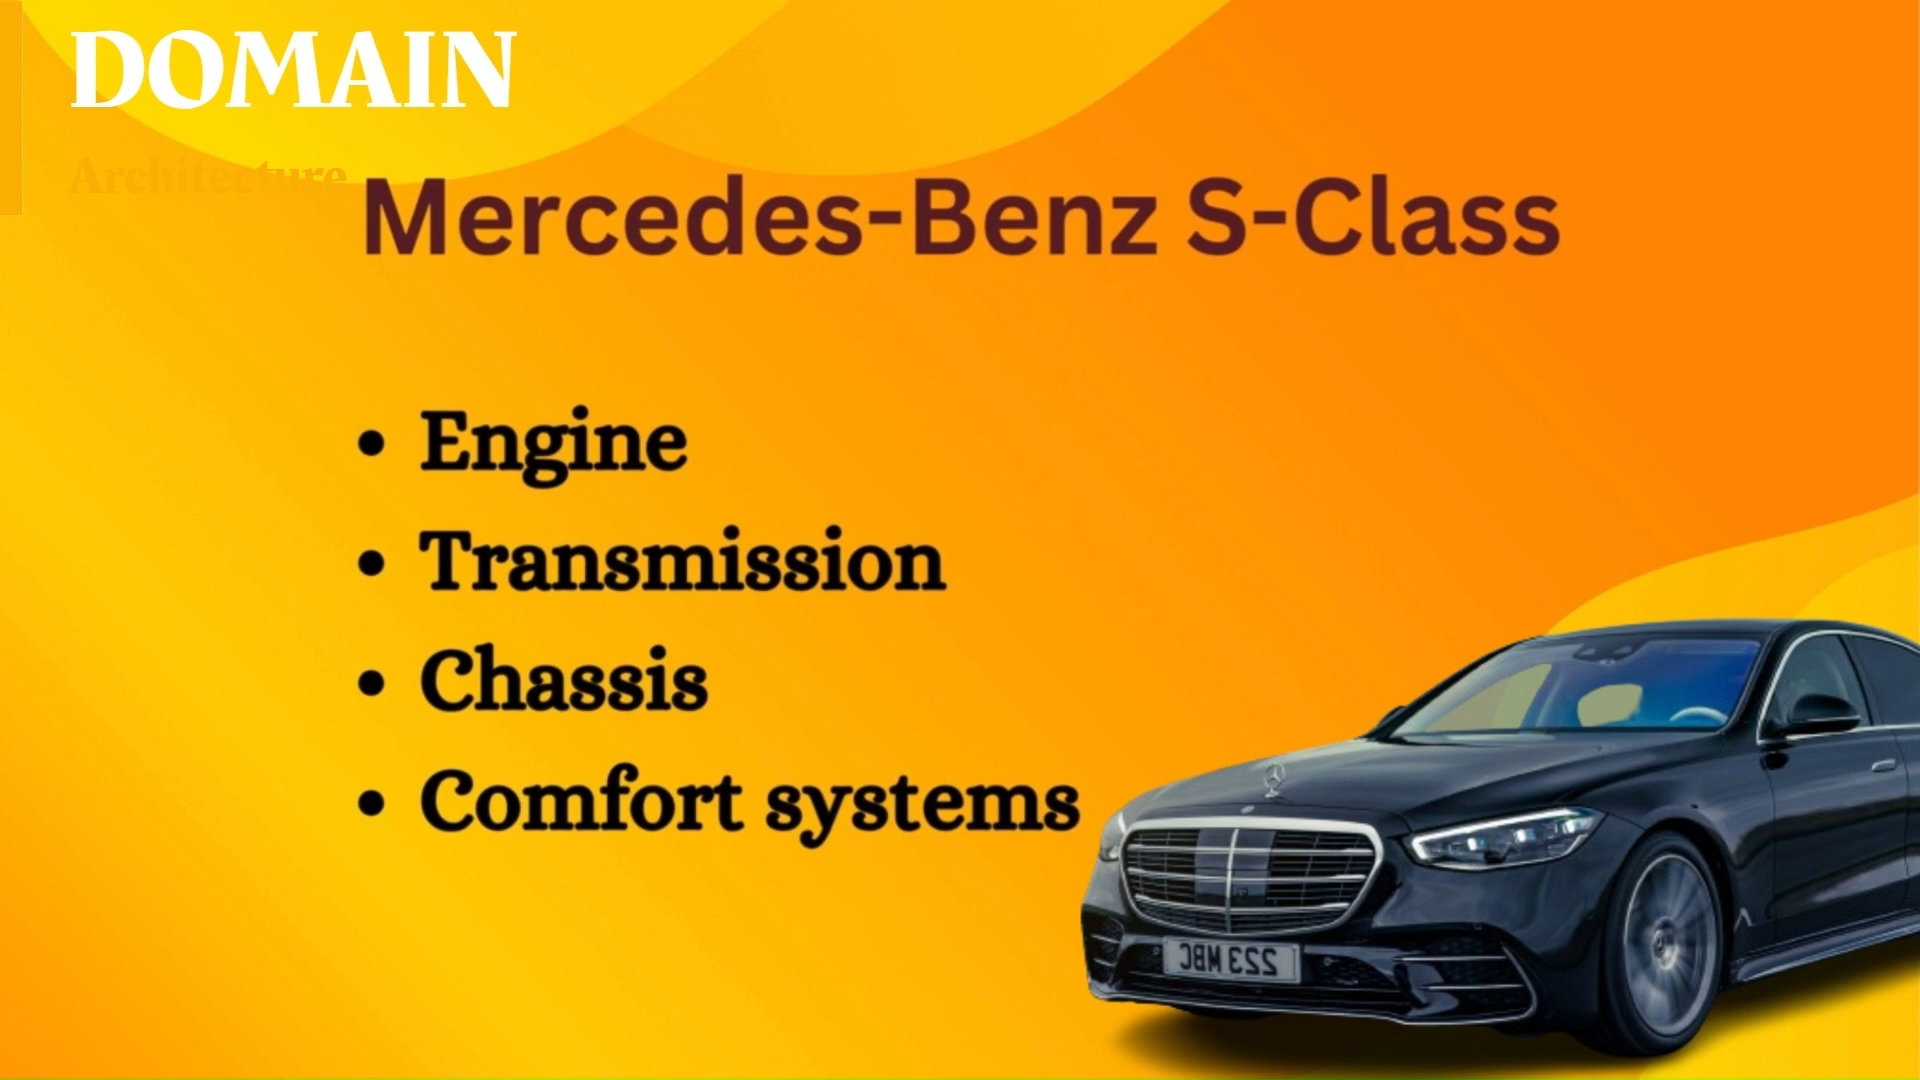 DOMAIN
Architecture
Mercedes-Benz S-Class
• Engine
• Transmission
• Chassis
• Comfort systems
223 MBC